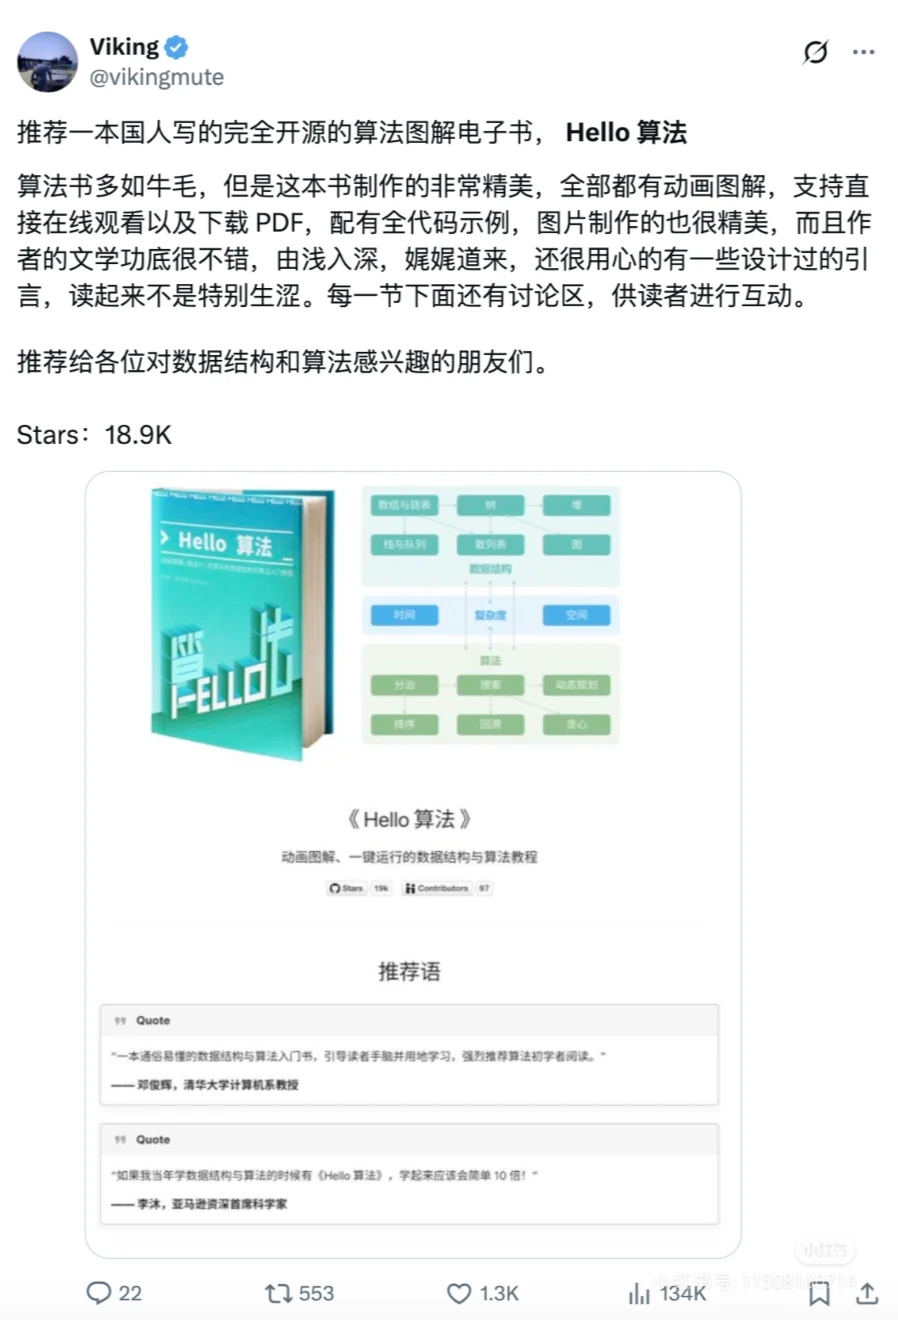 Viking
@vikingmute
推荐一本国人写的完全开源的算法图解电子书， Hello 算法
算法书多如牛毛，但是这本书制作的非常精美，全部都有动画图解，支持直
接在线观看以及下载 PDF，配有全代码示例，图片制作的也很精美，而且作
者的文学功底很不错，由浅入深，娓娓道来，还很用心的有一些设计过的引
言，读起来不是特别生涩。每一节下面还有讨论区，供读者进行互动。
推荐给各位对数据结构和算法感兴趣的朋友们。
Stars：18.9K
Hello 算法
算法
HELLO
数组与链表 树 堆
栈与队列 散列表 图
数据结构
时间 复杂度 空间
算法
分治 搜索 动态规划
排序 回溯 贪心
《 Hello 算法 》
动画图解、一键运行的数据结构与算法教程
Stars 19k Contributors 97
推荐语
Quote
“一本通俗易懂的数据结构与算法入门书，引导读者手脑并用地学习，强烈推荐算法初学者阅读。”
—— 邓俊辉，清华大学计算机系教授
Quote
“如果我当年学数据结构与算法的时候有《Hello 算法》，学起来应该会简单 10 倍！”
—— 李沐，亚马逊资深首席科学家
小红书
22 553 1.3K 134K